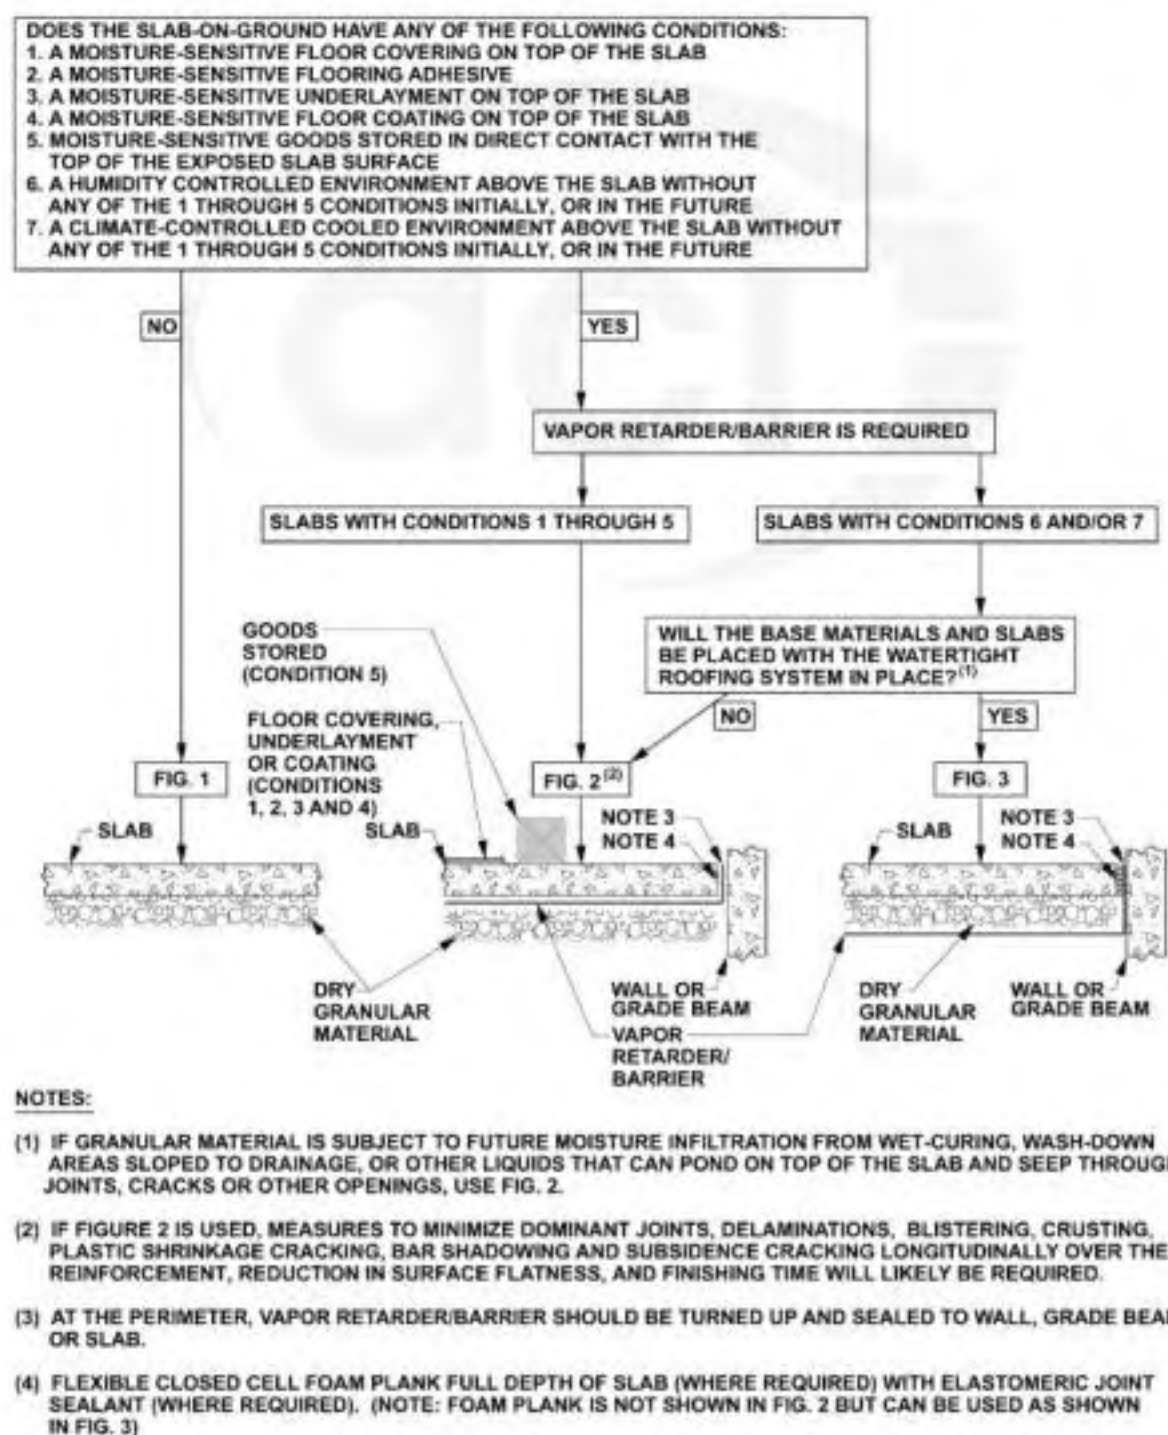 DOES THE SLAB-ON-GROUND HAVE ANY OF THE FOLLOWING CONDITIONS:
1. A MOISTURE-SENSITIVE FLOOR COVERING ON TOP OF THE SLAB
2. A MOISTURE-SENSITIVE FLOORING ADHESIVE
3. A MOISTURE-SENSITIVE UNDERLAYMENT ON TOP OF THE SLAB
4. A MOISTURE-SENSITIVE FLOOR COATING ON TOP OF THE SLAB
5. MOISTURE-SENSITIVE GOODS STORED IN DIRECT CONTACT WITH THE
TOP OF THE EXPOSED SLAB SURFACE
6. A HUMIDITY CONTROLLED ENVIRONMENT ABOVE THE SLAB WITHOUT
ANY OF THE 1 THROUGH 5 CONDITIONS INITIALLY, OR IN THE FUTURE
7. A CLIMATE-CONTROLLED COOLED ENVIRONMENT ABOVE THE SLAB WITHOUT
ANY OF THE 1 THROUGH 5 CONDITIONS INITIALLY, OR IN THE FUTURE
aci
NO
YES
VAPOR RETARDER/BARRIER IS REQUIRED
SLABS WITH CONDITIONS 1 THROUGH 5
SLABS WITH CONDITIONS 6 AND/OR 7
WILL THE BASE MATERIALS AND SLABS
BE PLACED WITH THE WATERTIGHT
ROOFING SYSTEM IN PLACE?(1)
NO
YES
GOODS
STORED
(CONDITION 5)
FLOOR COVERING,
UNDERLAYMENT
OR COATING
(CONDITIONS
1, 2, 3 AND 4)
FIG. 1
FIG. 2(2)
FIG. 3
SLAB
SLAB
NOTE 3
NOTE 4
SLAB
NOTE 3
NOTE 4
DRY
GRANULAR
MATERIAL
WALL OR
GRADE BEAM
VAPOR
RETARDER/
BARRIER
DRY
GRANULAR
MATERIAL
WALL OR
GRADE BEAM
NOTES:
(1) IF GRANULAR MATERIAL IS SUBJECT TO FUTURE MOISTURE INFILTRATION FROM WET-CURING, WASH-DOWN
AREAS SLOPED TO DRAINAGE, OR OTHER LIQUIDS THAT CAN POND ON TOP OF THE SLAB AND SEEP THROUGH
JOINTS, CRACKS OR OTHER OPENINGS, USE FIG. 2.
(2) IF FIGURE 2 IS USED, MEASURES TO MINIMIZE DOMINANT JOINTS, DELAMINATIONS, BLISTERING, CRUSTING,
PLASTIC SHRINKAGE CRACKING, BAR SHADOWING AND SUBSIDENCE CRACKING LONGITUDINALLY OVER THE
REINFORCEMENT, REDUCTION IN SURFACE FLATNESS, AND FINISHING TIME WILL LIKELY BE REQUIRED.
(3) AT THE PERIMETER, VAPOR RETARDER/BARRIER SHOULD BE TURNED UP AND SEALED TO WALL, GRADE BEAM
OR SLAB.
(4) FLEXIBLE CLOSED CELL FOAM PLANK FULL DEPTH OF SLAB (WHERE REQUIRED) WITH ELASTOMERIC JOINT
SEALANT (WHERE REQUIRED). (NOTE: FOAM PLANK IS NOT SHOWN IN FIG. 2 BUT CAN BE USED AS SHOWN
IN FIG. 3)